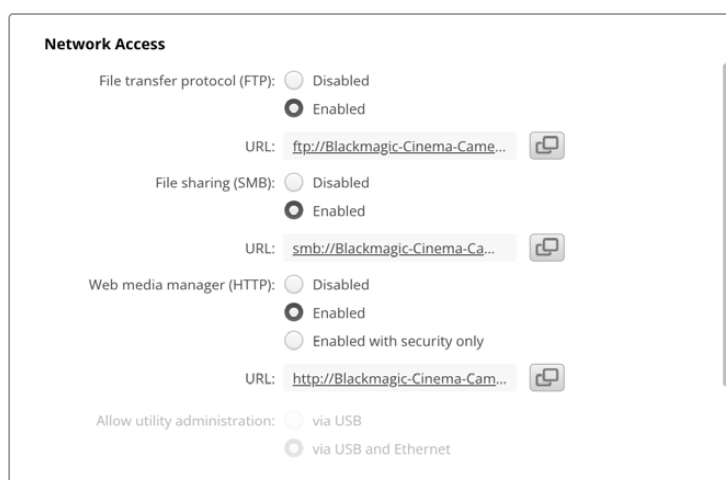 Network Access
File transfer protocol (FTP): Disabled
Enabled
URL: ftp://Blackmagic-Cinema-Came...
File sharing (SMB): Disabled
Enabled
URL: smb://Blackmagic-Cinema-Ca...
Web media manager (HTTP): Disabled
Enabled
Enabled with security only
URL: http://Blackmagic-Cinema-Cam...
Allow utility administration: via USB
via USB and Ethernet